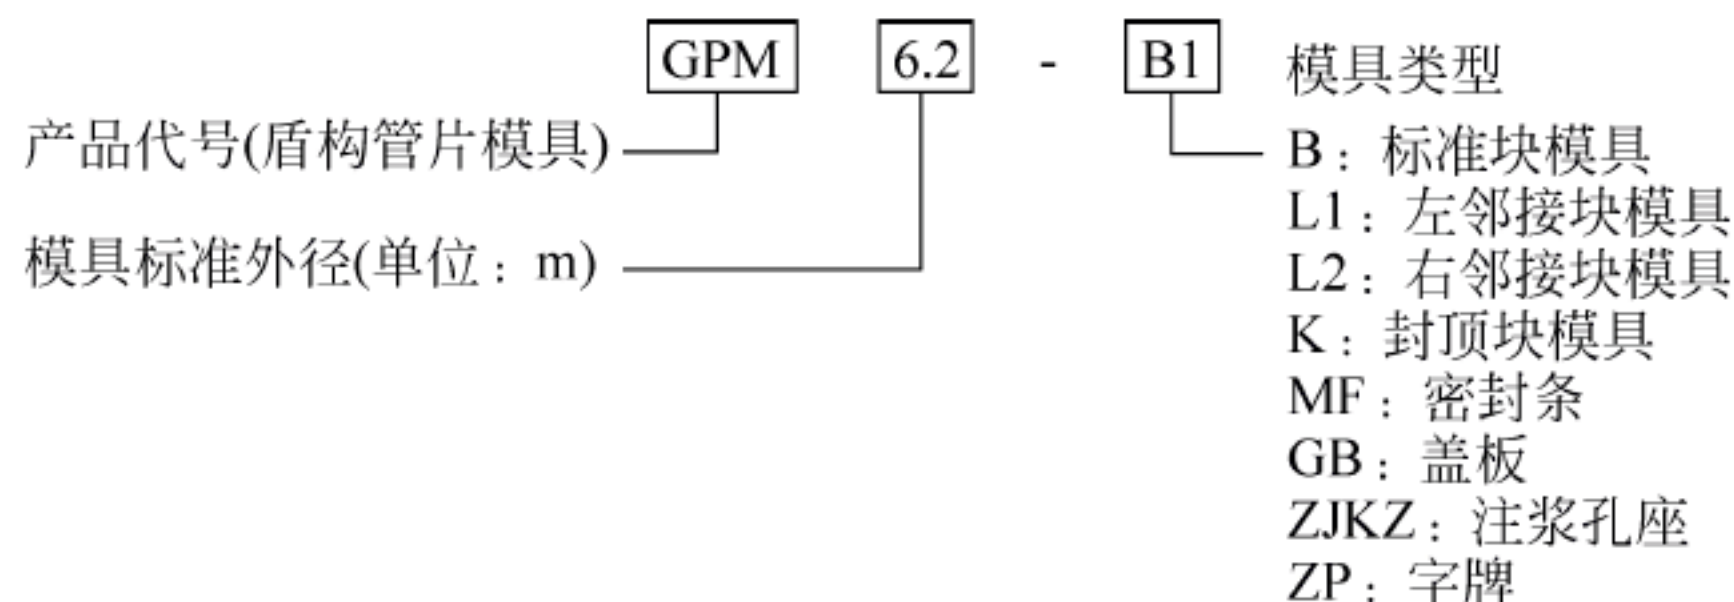 GPM 6.2 - B1 模具类型
产品代号(盾构管片模具)
B：标准块模具
L1：左邻接块模具
模具标准外径(单位：m)
L2：右邻接块模具
K：封顶块模具
MF：密封条
GB：盖板
ZJKZ：注浆孔座
ZP：字牌